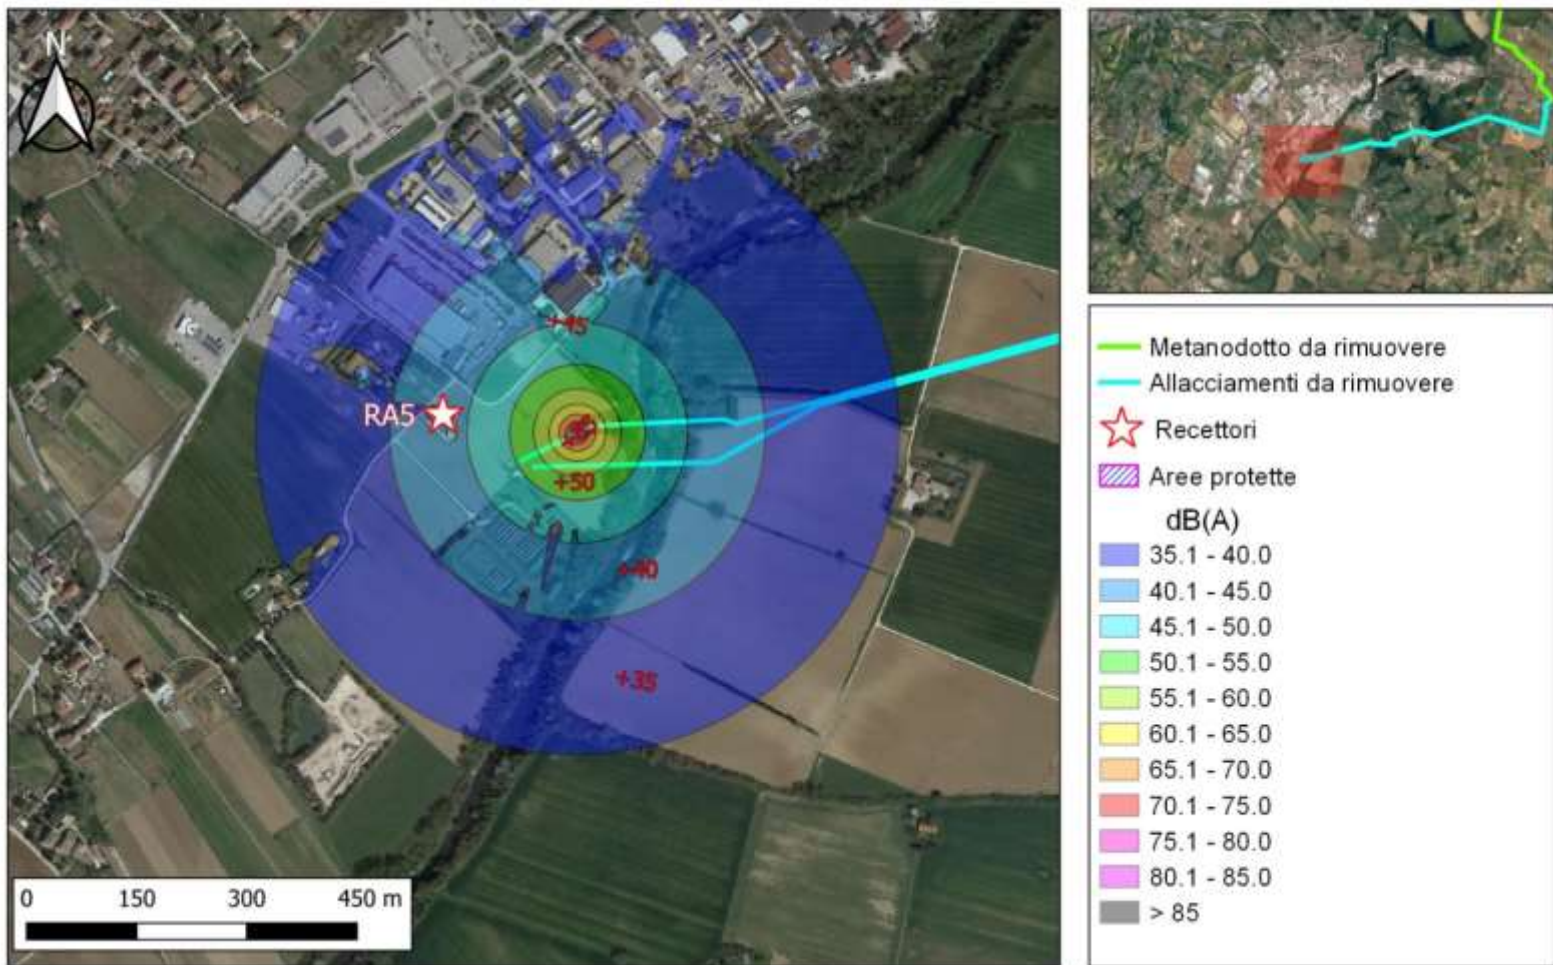 N
RA5
+45
+50
+40
+35
0 150 300 450 m
Metanodotto da rimuovere
Allacciamenti da rimuovere
Recettori
Aree protette
dB(A)
35.1 - 40.0
40.1 - 45.0
45.1 - 50.0
50.1 - 55.0
55.1 - 60.0
60.1 - 65.0
65.1 - 70.0
70.1 - 75.0
75.1 - 80.0
80.1 - 85.0
> 85